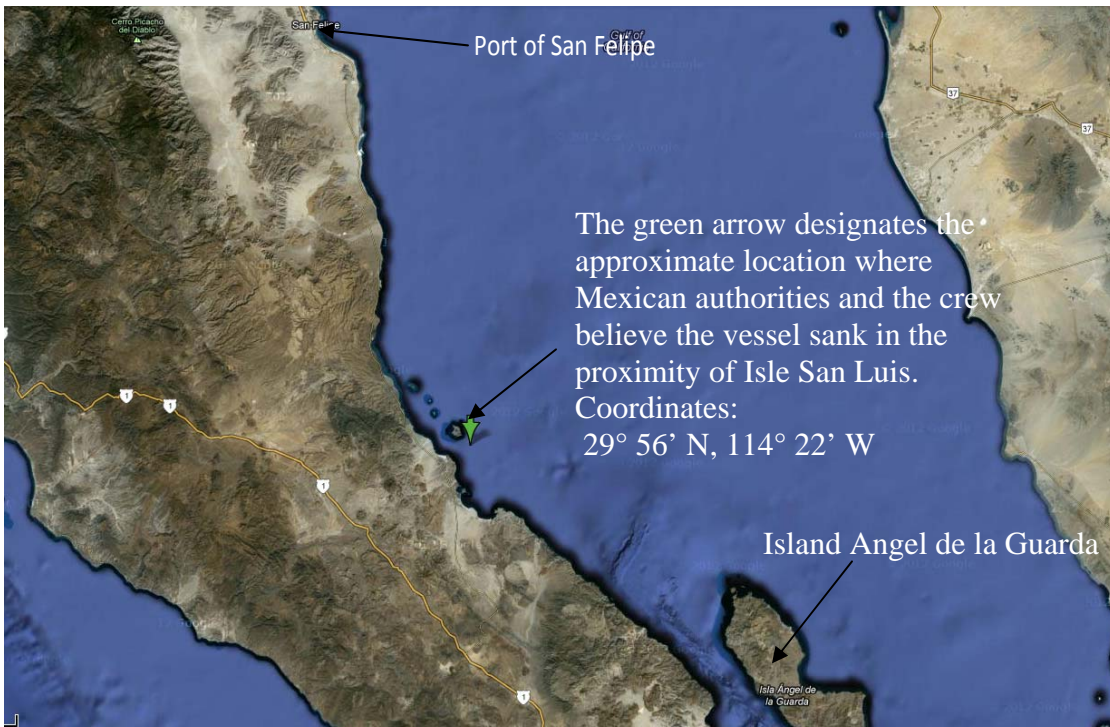 Cerro Picacho
del Diablo
San Felipe
Port of San Felipe
Gulf of
37
37
The green arrow designates the
approximate location where
Mexican authorities and the crew
believe the vessel sank in the
proximity of Isle San Luis.
Coordinates:
29° 56’ N, 114° 22’ W
1
1
1
Island Angel de la Guarda
Isla Ángel de
la Guarda
1